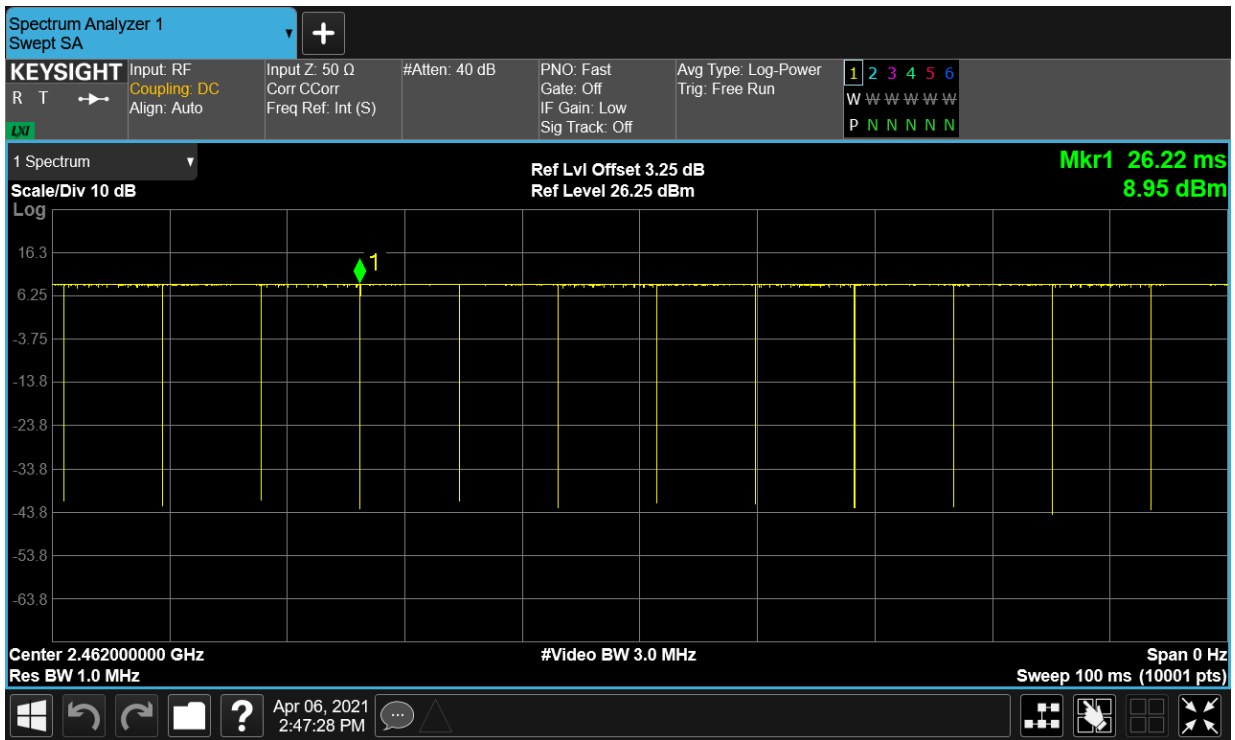 Spectrum Analyzer 1
Swept SA
KEYSIGHT
R T
LXI
Input: RF
Coupling: DC
Align: Auto
Input Z: 50 Ω
Corr CCorr
Freq Ref: Int (S)
#Atten: 40 dB
PNO: Fast
Gate: Off
IF Gain: Low
Sig Track: Off
Avg Type: Log-Power
Trig: Free Run
1 2 3 4 5 6
W W W W W W
P N N N N N
1 Spectrum
Scale/Div 10 dB
Log
Ref Lvl Offset 3.25 dB
Ref Level 26.25 dBm
Mkr1 26.22 ms
8.95 dBm
16.3
1
6.25
-3.75
-13.8
-23.8
-33.8
-43.8
-53.8
-63.8
Center 2.462000000 GHz
#Video BW 3.0 MHz
Span 0 Hz
Res BW 1.0 MHz
Sweep 100 ms (10001 pts)
?
Apr 06, 2021
2:47:28 PM